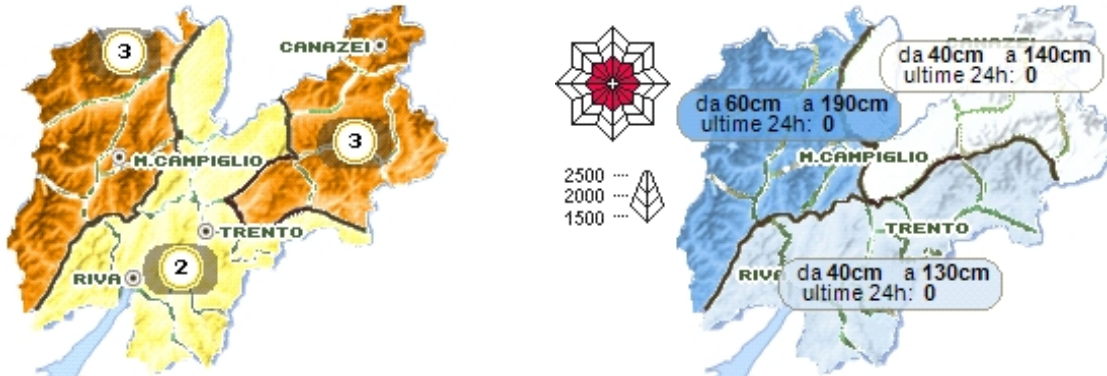 3
CANAZEI
3
M.CAMPIGLIO
TRENTO
2
RIVA
CANAZEI
da 40cm a 140cm
ultime 24h: 0
da 60cm a 190cm
ultime 24h: 0
M.CAMPIGLIO
2500
2000
1500
TRENTO
RIVA
da 40cm a 130cm
ultime 24h: 0